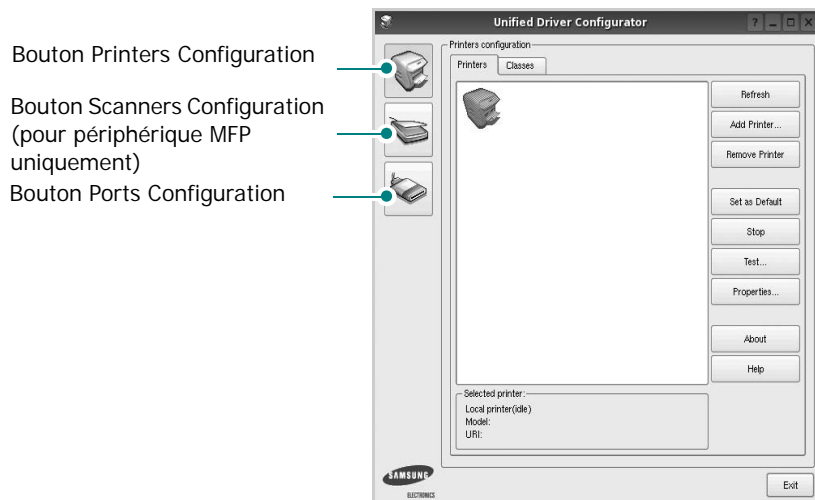 Unified Driver Configurator
Bouton Printers Configuration
Bouton Scanners Configuration
(pour périphérique MFP
uniquement)
Bouton Ports Configuration
Printers configuration
Printers
Classes
Refresh
Add Printer...
Remove Printer
Set as Default
Stop
Test...
Properties...
About
Help
Selected printer:
Local printer(idle)
Model:
URI:
SAMSUNG
ELECTRONICS
Exit